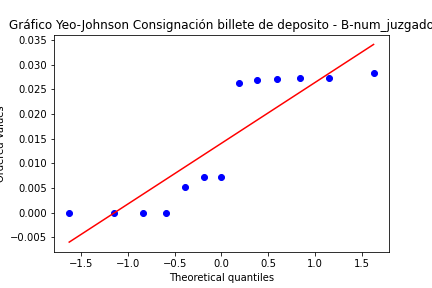 Gráfico Yeo-Johnson Consignación billete de deposito - B-num_juzgado
0.035
0.030
0.025
0.020
0.015
0.010
0.005
0.000
−0.005
Ordered Values
−1.5 −1.0 −0.5 0.0 0.5 1.0 1.5
Theoretical quantiles